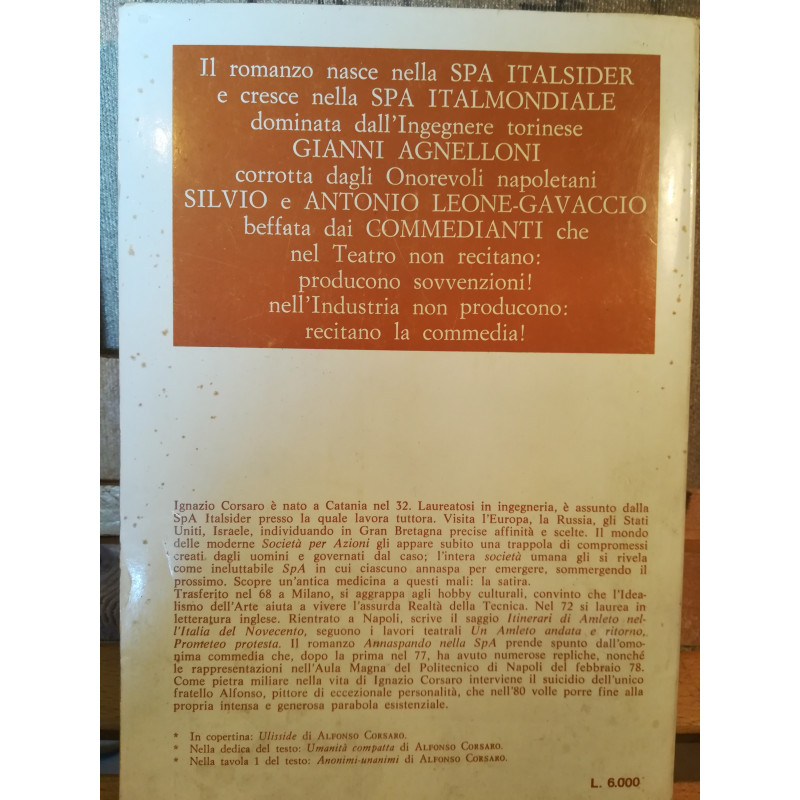 Il romanzo nasce nella SPA ITALSIDER
e cresce nella SPA ITALMONDIALE
dominata dall'Ingegnere torinese
GIANNI AGNELLONI
corrotta dagli Onorevoli napoletani
SILVIO e ANTONIO LEONE-GAVACCIO
beffata dai COMMEDIANTI che
nel Teatro non recitano:
producono sovvenzioni!
nell'Industria non producono:
recitano la commedia!
Ignazio Corsaro è nato a Catania nel 32. Laureatosi in ingegneria, è assunto dalla
SpA Italsider presso la quale lavora tuttora. Visita l'Europa, la Russia, gli Stati
Uniti, Israele, individuando in Gran Bretagna precise affinità e scelte. Il mondo
delle moderne Società per Azioni gli appare subito una trappola di compromessi
creati dagli uomini e governati dal caso; l'intera società umana gli si rivela
come ineluttabile SpA in cui ciascuno annaspa per emergere, sommergendo il
prossimo. Scopre un'antica medicina a questi mali: la satira.
Trasferito nel 68 a Milano, si aggrappa agli hobby culturali, convinto che l'Idea-
lismo dell'Arte aiuta a vivere l'assurda Realtà della Tecnica. Nel 72 si laurea in
letteratura inglese. Rientrato a Napoli, scrive il saggio Itinerari di Amleto nel-
l'Italia del Novecento, seguono i lavori teatrali Un Amleto andata e ritorno,
Prometeo protesta. Il romanzo Annaspando nella SpA prende spunto dall'omo-
nima commedia che, dopo la prima nel 77, ha avuto numerose repliche, nonché
le rappresentazioni nell'Aula Magna del Politecnico di Napoli del febbraio 78.
Come pietra miliare nella vita di Ignazio Corsaro interviene il suicidio dell'unico
fratello Alfonso, pittore di eccezionale personalità, che nell'80 volle porre fine alla
propria intensa e generosa parabola esistenziale.
* In copertina: Ulisside di ALFONSO CORSARO.
* Nella dedica del testo: Umanità compatta di ALFONSO CORSARO.
* Nella tavola 1 del testo: Anonimi-unanimi di ALFONSO CORSARO.
L. 6.000